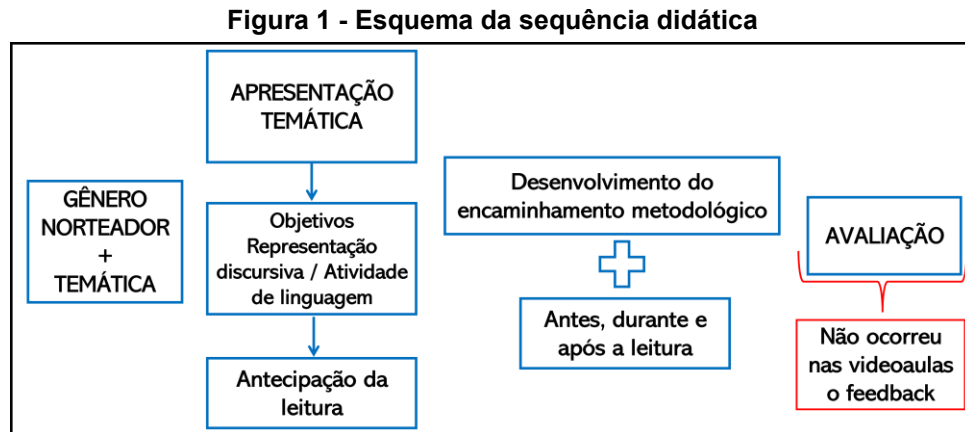 Figura 1 - Esquema da sequência didática
GÊNERO
NORTEADOR
+
TEMÁTICA
APRESENTAÇÃO
TEMÁTICA
Objetivos
Representação
discursiva / Atividade
de linguagem
Antecipação da
leitura
Desenvolvimento do
encaminhamento metodológico
Antes, durante e
após a leitura
AVALIAÇÃO
Não ocorreu
nas videoaulas
o feedback